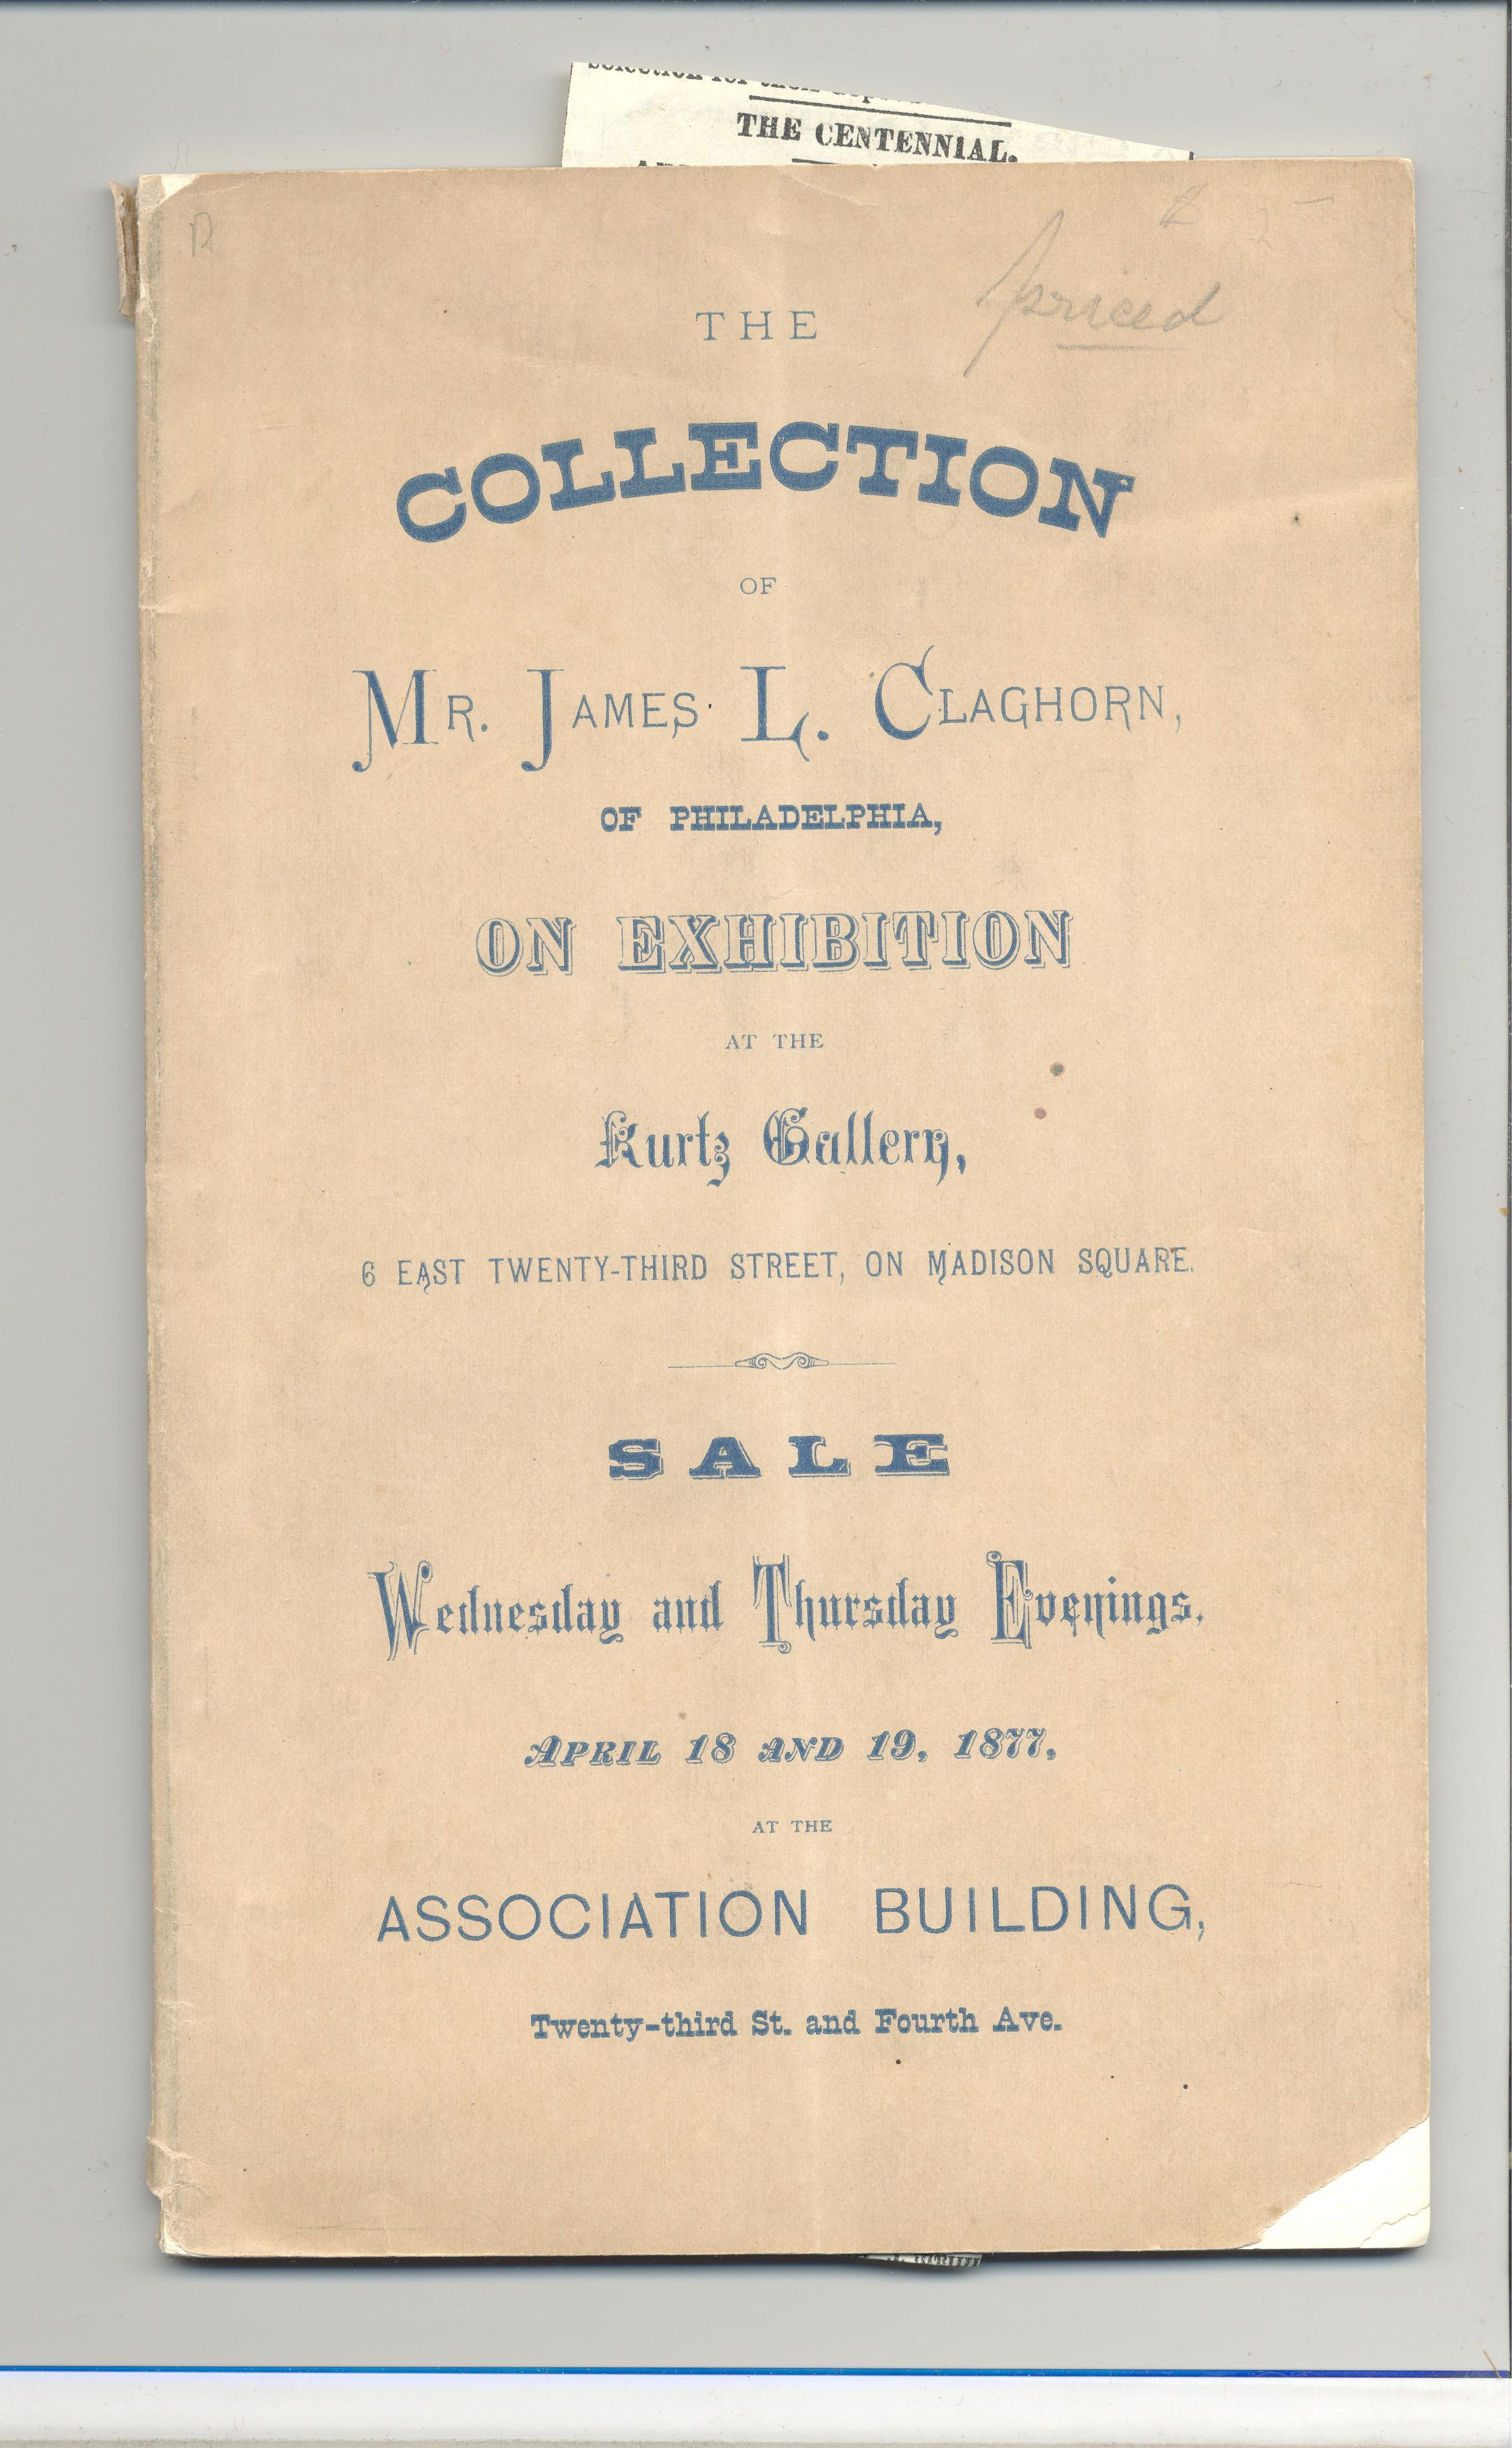 THE CENTENNIAL.
priced
THE
COLLECTION
OF
MR. JAMES L. CLAGHORN,
OF PHILADELPHIA,
ON EXHIBITION
AT THE
Kurtz Gallery,
6 EAST TWENTY-THIRD STREET, ON MADISON SQUARE.
SALE
Wednesday and Thursday Evenings,
APRIL 18 AND 19, 1877,
AT THE
ASSOCIATION BUILDING,
Twenty-third St. and Fourth Ave.